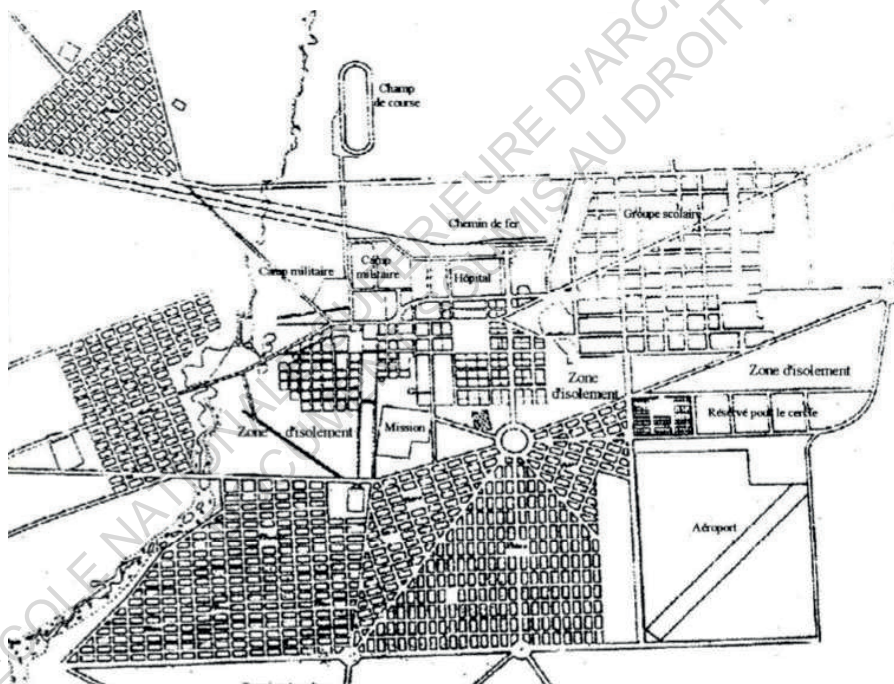 ECOLE NATIONALE SUPERIEURE D'ARCH
SOUMIS AU DROIT
Champ
de course
Chemin de fer
Groupe scolaire
Camp militaire
Camp
militaire
Hôpital
Zone
d'isolement
Zone d'isolement
Zone d'isolement
Mission
Réservé pour le cercle
Aéroport